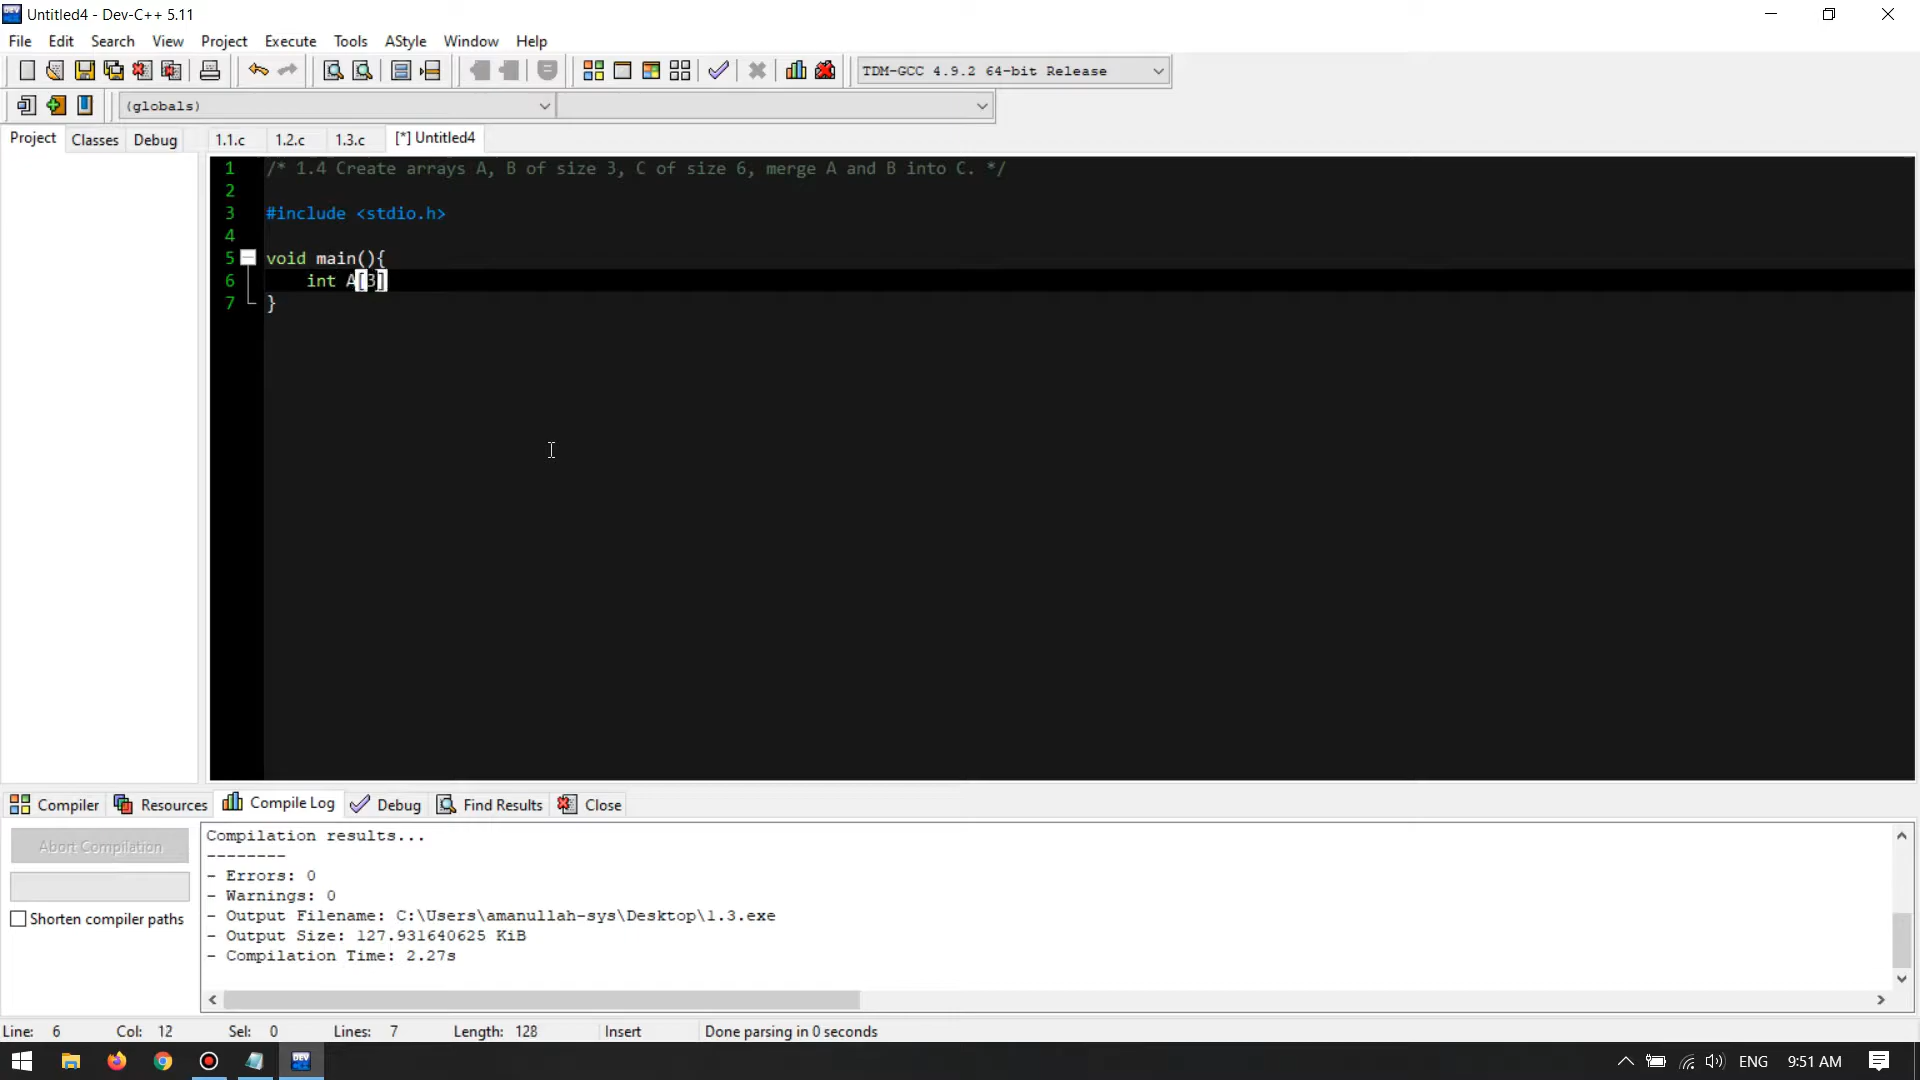 Untitled4 - Dev-C++ 5.11
File Edit Search View Project Execute Tools AStyle Window Help
TDM-GCC 4.9.2 64-bit Release
(globals)
Project Classes Debug 1.1.c 1.2.c 1.3.c [*] Untitled4
1 /* 1.4 Create arrays A, B of size 3, C of size 6, merge A and B into C. */
2
3 #include <stdio.h>
4
5 void main(){
6 int A[3]
7 }
Compiler Resources Compile Log Debug Find Results Close
Abort Compilation
Shorten compiler paths
Compilation results...
--------
- Errors: 0
- Warnings: 0
- Output Filename: C:\Users\amanullah-sys\Desktop\1.3.exe
- Output Size: 127.931640625 KiB
- Compilation Time: 2.27s
Line: 6 Col: 12 Sel: 0 Lines: 7 Length: 128 Insert Done parsing in 0 seconds
DEV ENG 9:51 AM